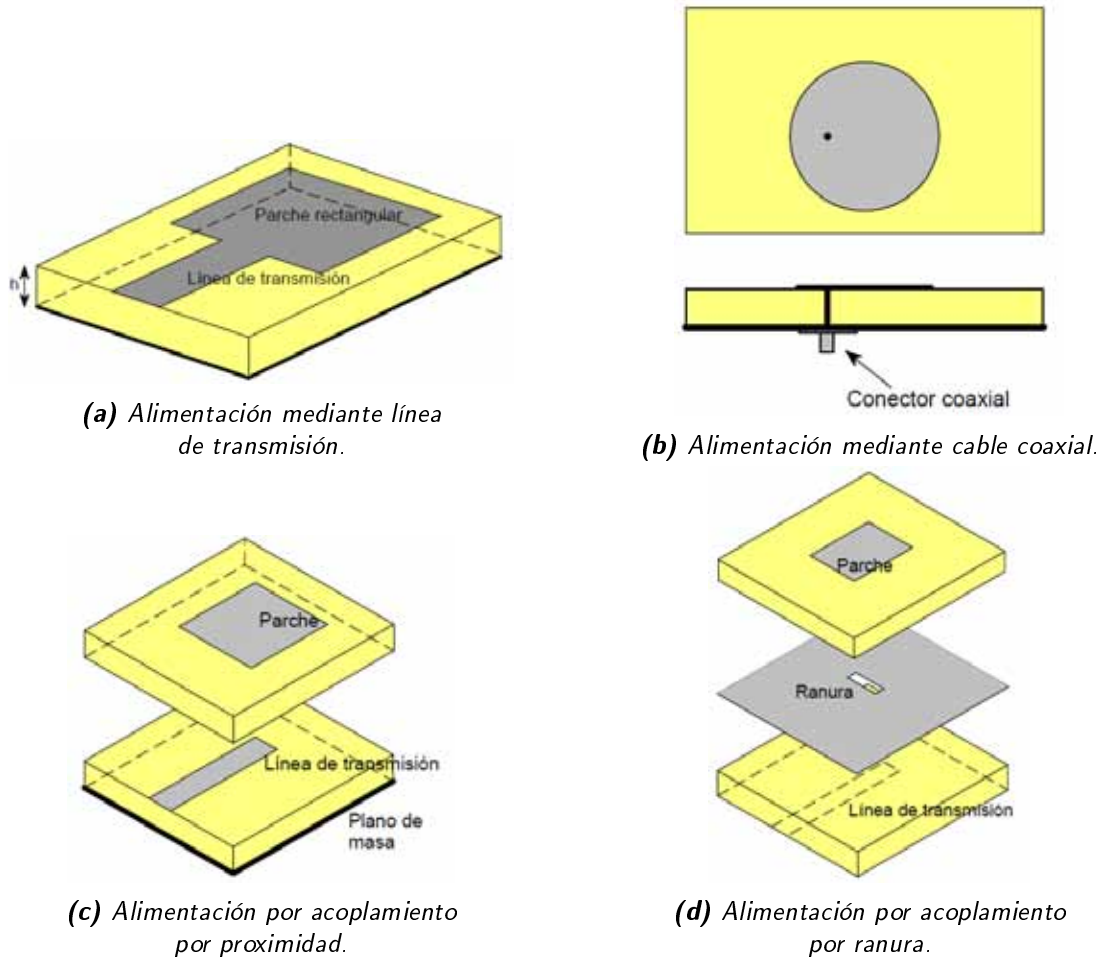 Parche rectangular
Línea de transmisión
h
(a) Alimentación mediante línea
de transmisión.
Conector coaxial
(b) Alimentación mediante cable coaxial.
Parche
Línea de transmisión
Plano de
masa
(c) Alimentación por acoplamiento
por proximidad.
Parche
Ranura
Línea de transmisión
(d) Alimentación por acoplamiento
por ranura.